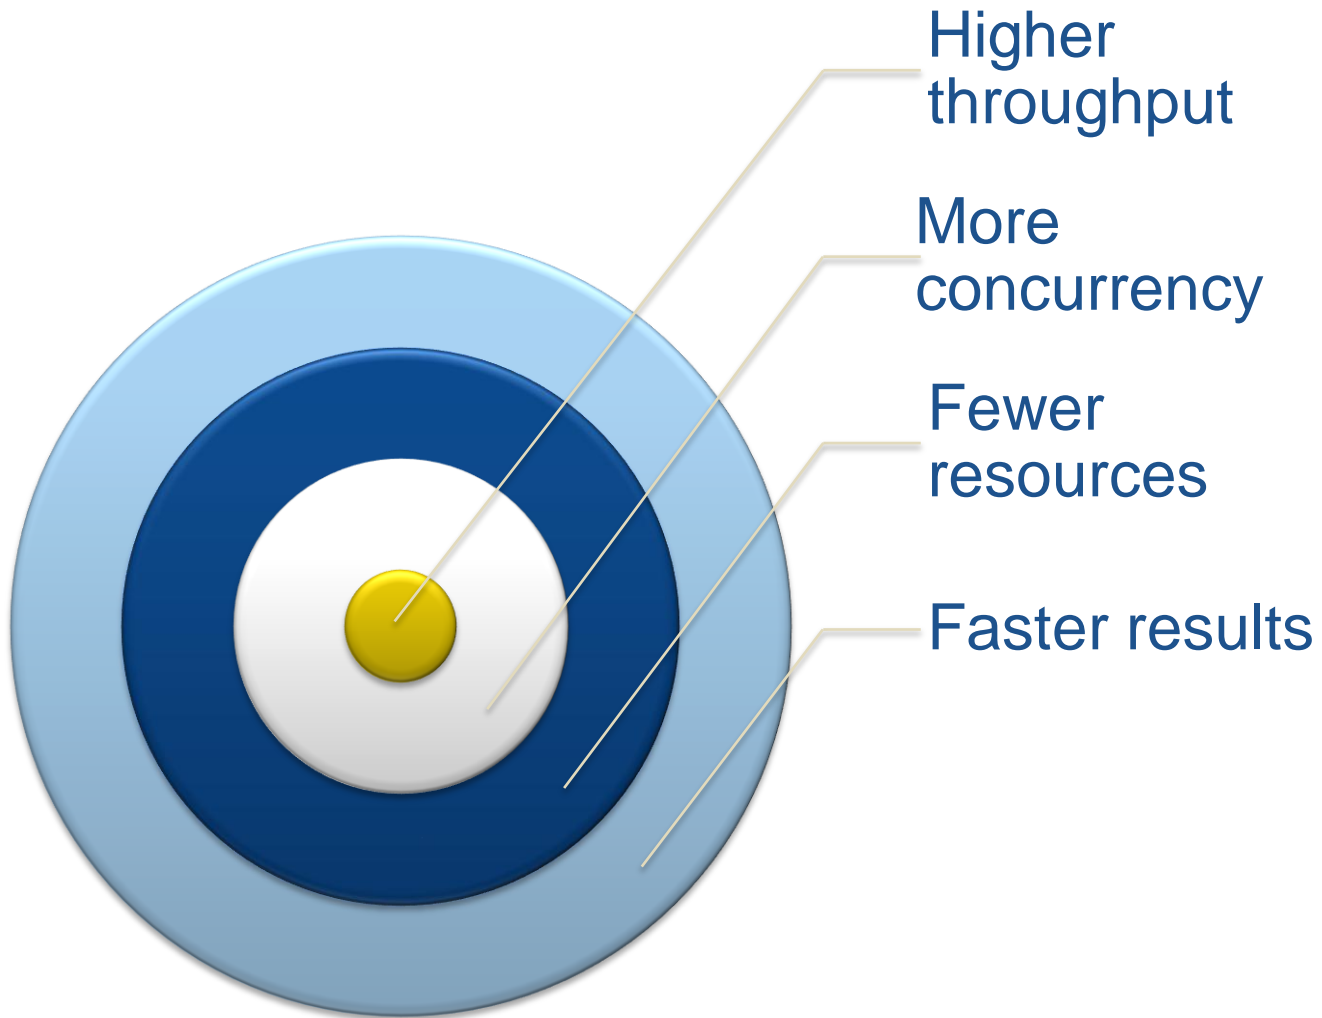 Higher
throughput
More
concurrency
Fewer
resources
Faster results